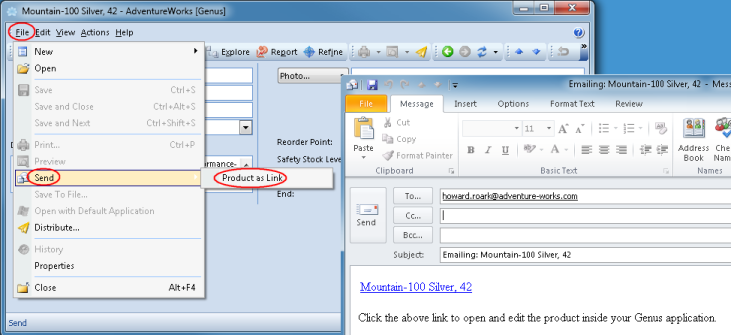 Mountain-100 Silver, 42 - AdventureWorks [Genus]
File Edit View Actions Help
New
Open
Save Ctrl+S
Save and Close Ctrl+Alt+S
Save and Next Ctrl+Shift+S
Print... Ctrl+P
Preview
Send
Save To File...
Open with Default Application
Distribute...
History
Properties
Close Alt+F4
Product as Link
Explore Report Refine
Photo...
Reorder Point:
Safety Stock Leve
End:
ormance-
Send
Emailing: Mountain-100 Silver, 42 - Mess
File Message Insert Options Format Text Review
Paste
Cut
Copy
Format Painter
Clipboard
11
B I U
Basic Text
Address Book
Che
Names
Send
To... howard.roark@adventure-works.com
Cc...
Bcc...
Subject: Emailing: Mountain-100 Silver, 42
Mountain-100 Silver, 42
Click the above link to open and edit the product inside your Genus application.